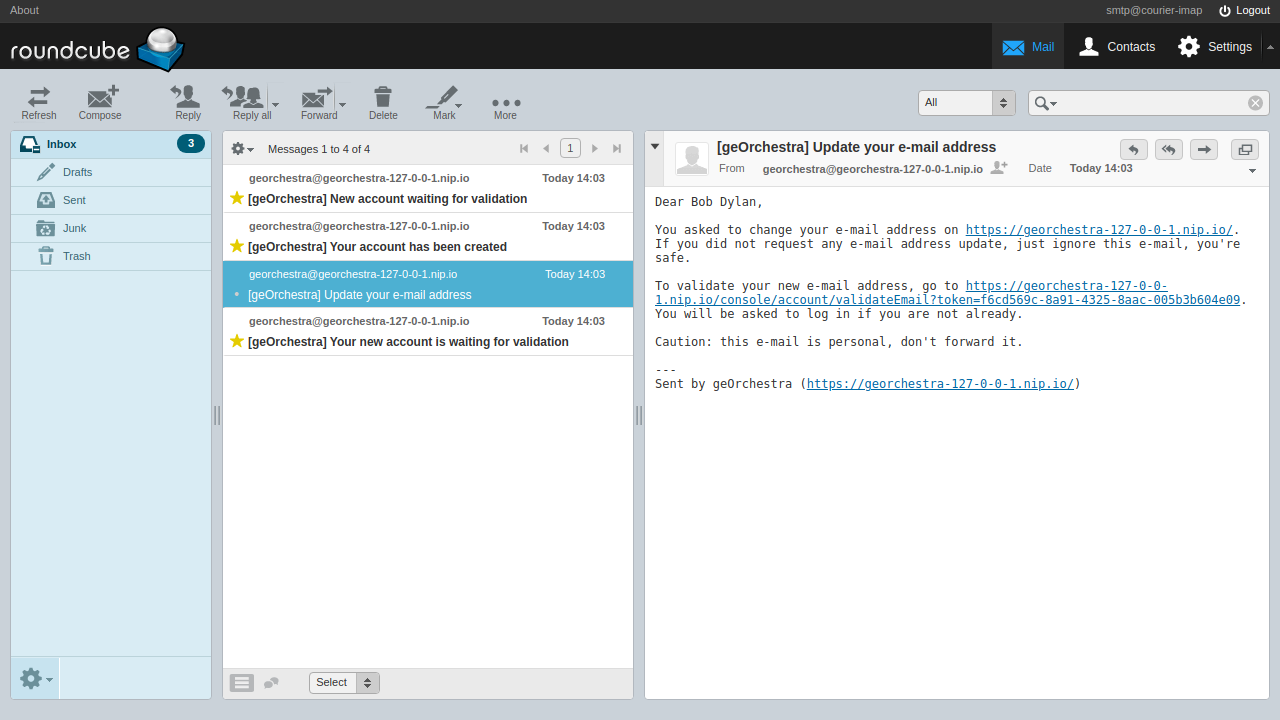 About
smtp@courier-imap Logout
roundcube
Mail Contacts Settings
Refresh Compose Reply Reply all Forward Delete Mark More
All
Inbox 3
Drafts
Sent
Junk
Trash
Messages 1 to 4 of 4 1
georchestra@georchestra-127-0-0-1.nip.io Today 14:03
[geOrchestra] New account waiting for validation
georchestra@georchestra-127-0-0-1.nip.io Today 14:03
[geOrchestra] Your account has been created
georchestra@georchestra-127-0-0-1.nip.io Today 14:03
[geOrchestra] Update your e-mail address
georchestra@georchestra-127-0-0-1.nip.io Today 14:03
[geOrchestra] Your new account is waiting for validation
Select
[geOrchestra] Update your e-mail address
From georchestra@georchestra-127-0-0-1.nip.io Date Today 14:03
Dear Bob Dylan,
You asked to change your e-mail address on https://georchestra-127-0-0-1.nip.io/.
If you did not request any e-mail address update, just ignore this e-mail, you're
safe.
To validate your new e-mail address, go to https://georchestra-127-0-0-
1.nip.io/console/account/validateEmail?token=f6cd569c-8a91-4325-8aac-005b3b604e09.
You will be asked to log in if you are not already.
Caution: this e-mail is personal, don't forward it.
---
Sent by geOrchestra (https://georchestra-127-0-0-1.nip.io/)